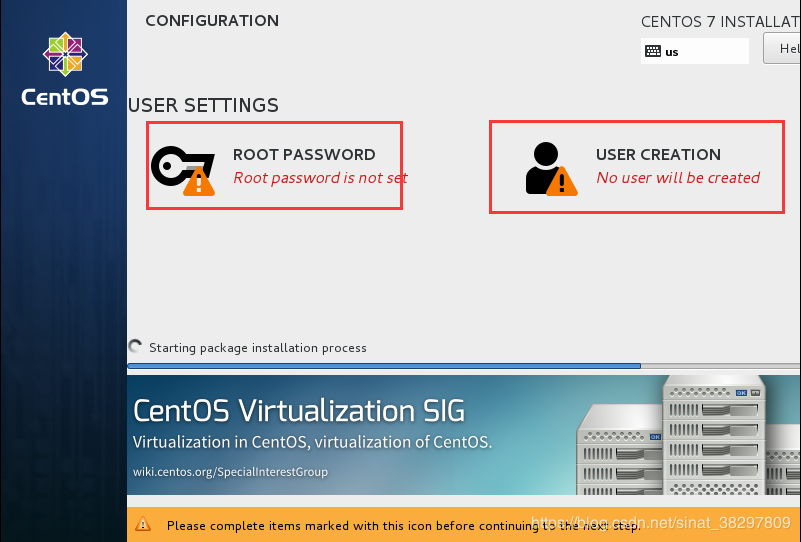 CONFIGURATION
CENTOS 7 INSTALLAT
us
Hel
CentOS
USER SETTINGS
ROOT PASSWORD
Root password is not set
USER CREATION
No user will be created
Starting package installation process
CentOS Virtualization SIG
Virtualization in CentOS, virtualization of CentOS.
wiki.centos.org/SpecialInterestGroup
Please complete items marked with this icon before continuing to the next step.
https://blog.csdn.net/sinat_38297809